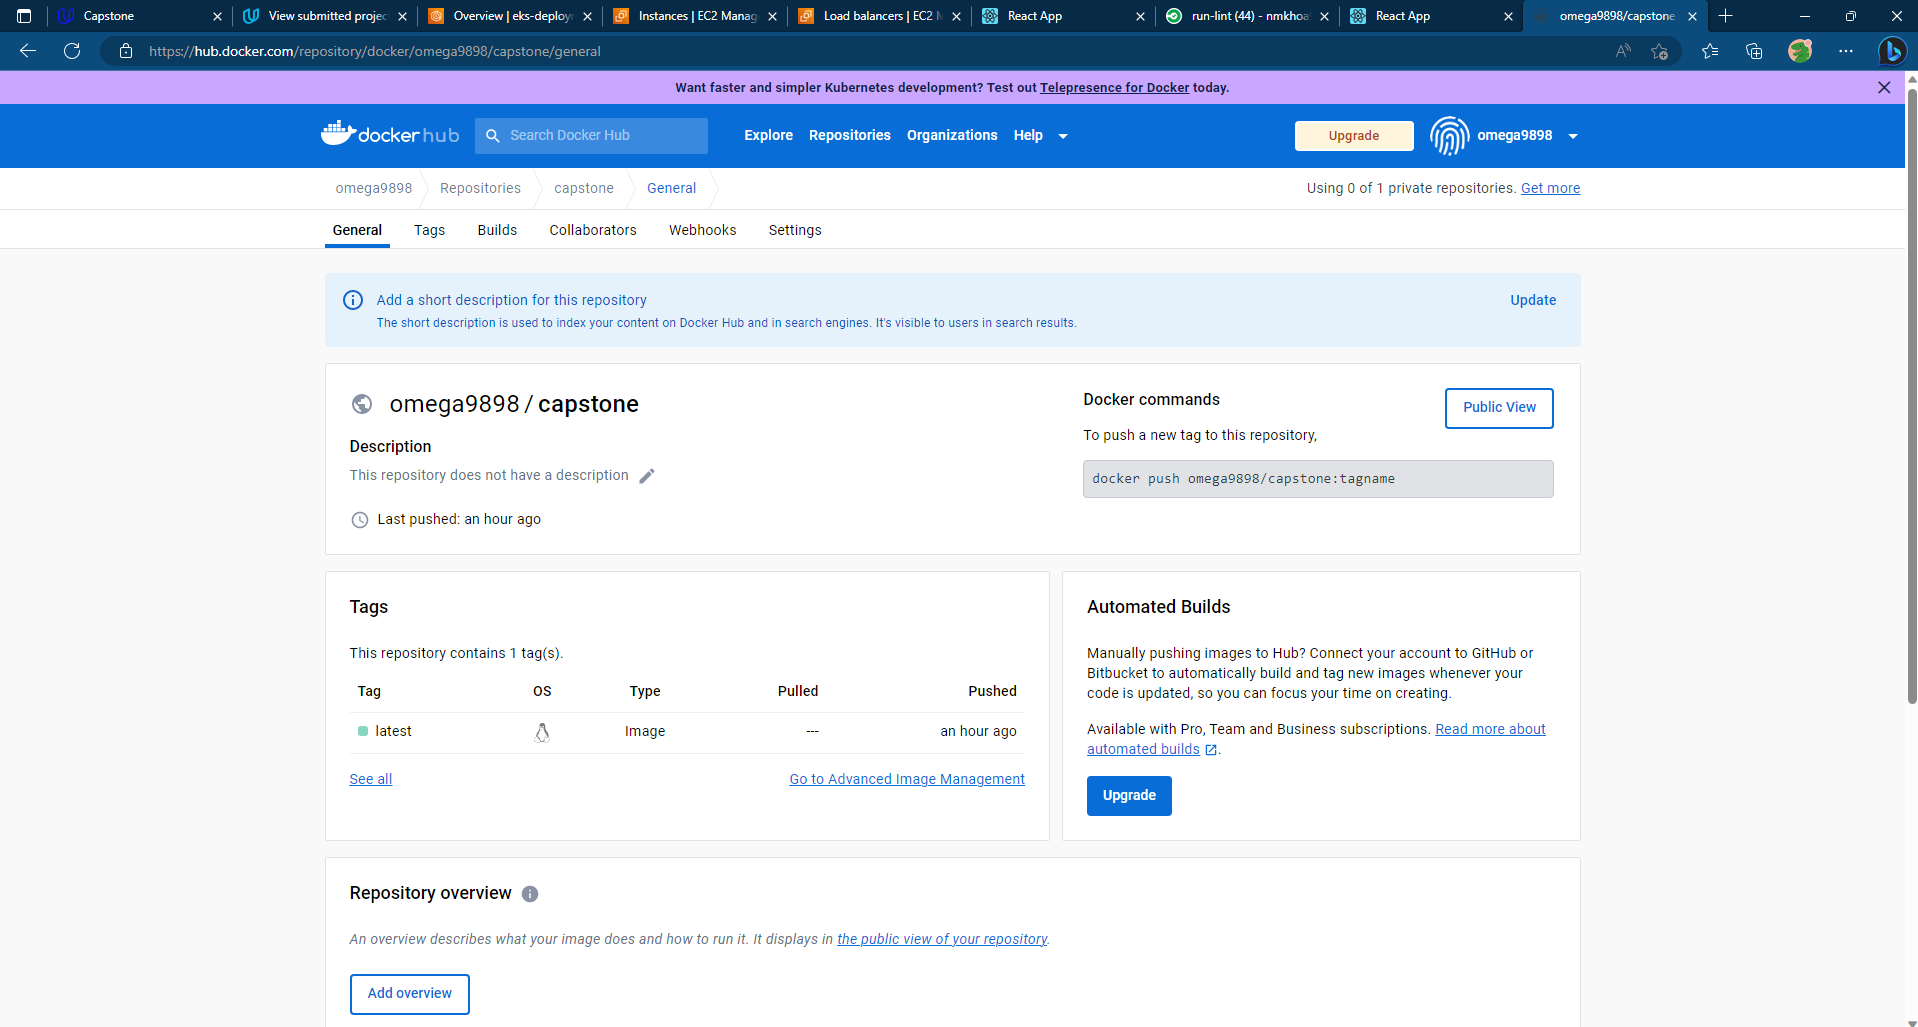 Capstone
View submitted projec
Overview | eks-deployn
Instances | EC2 Manag
Load balancers | EC2 M
React App
run-lint (44) - nmkhoa
React App
omega9898/capstone
https://hub.docker.com/repository/docker/omega9898/capstone/general
Want faster and simpler Kubernetes development? Test out Telepresence for Docker today.
dockerhub
Search Docker Hub
Explore
Repositories
Organizations
Help
Upgrade
omega9898
omega9898
Repositories
capstone
General
Using 0 of 1 private repositories. Get more
General
Tags
Builds
Collaborators
Webhooks
Settings
Add a short description for this repository
Update
The short description is used to index your content on Docker Hub and in search engines. It's visible to users in search results.
omega9898 / capstone
Description
This repository does not have a description
Last pushed: an hour ago
Docker commands
Public View
To push a new tag to this repository,
docker push omega9898/capstone:tagname
Tags
This repository contains 1 tag(s).
Tag OS Type Pulled Pushed
latest Image --- an hour ago
See all
Go to Advanced Image Management
Automated Builds
Manually pushing images to Hub? Connect your account to GitHub or
Bitbucket to automatically build and tag new images whenever your
code is updated, so you can focus your time on creating.
Available with Pro, Team and Business subscriptions. Read more about
automated builds .
Upgrade
Repository overview
An overview describes what your image does and how to run it. It displays in the public view of your repository.
Add overview